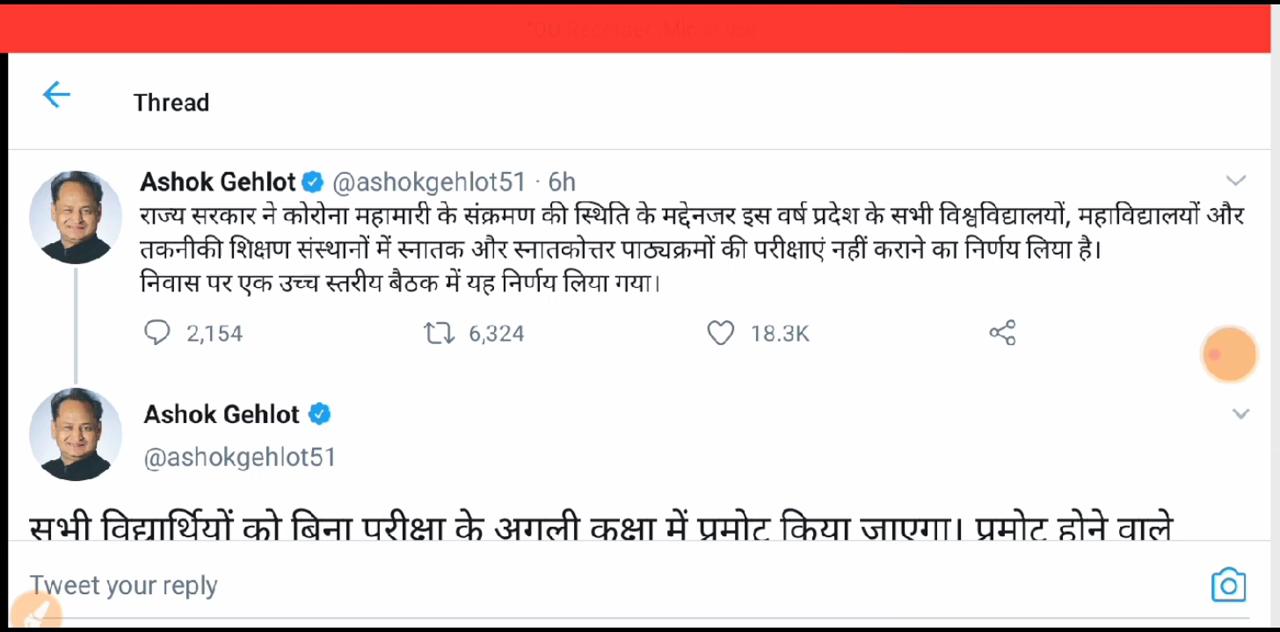 Thread
Ashok Gehlot @ashokgehlot51 · 6h
राज्य सरकार ने कोरोना महामारी के संक्रमण की स्थिति के मद्देनजर इस वर्ष प्रदेश के सभी विश्वविद्यालयों, महाविद्यालयों और
तकनीकी शिक्षण संस्थानों में स्नातक और स्नातकोत्तर पाठ्यक्रमों की परीक्षाएं नहीं कराने का निर्णय लिया है।
निवास पर एक उच्च स्तरीय बैठक में यह निर्णय लिया गया।
2,154 6,324 18.3K
Ashok Gehlot
@ashokgehlot51
सभी विद्यार्थियों को बिना परीक्षा के अगली कक्षा में प्रमोट किया जाएगा। प्रमोट होने वाले
Tweet your reply